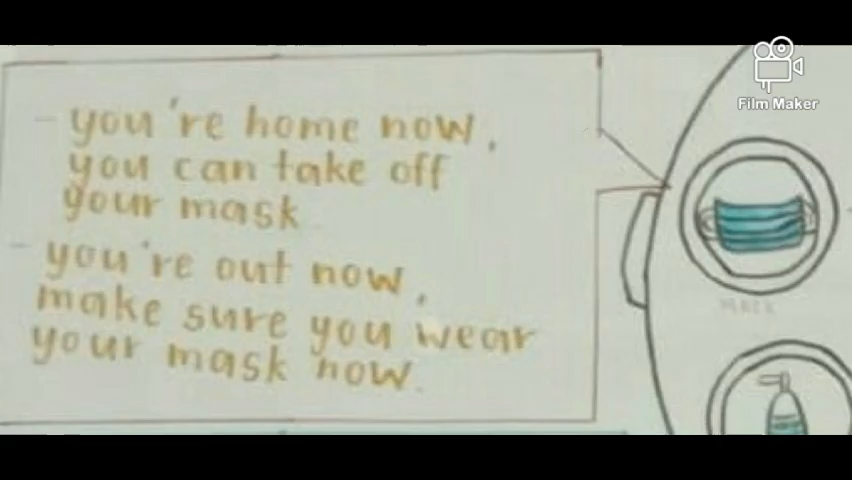 - you're home now,
you can take off
your mask
- you're out now,
make sure you wear
your mask now.
MASK
Film Maker